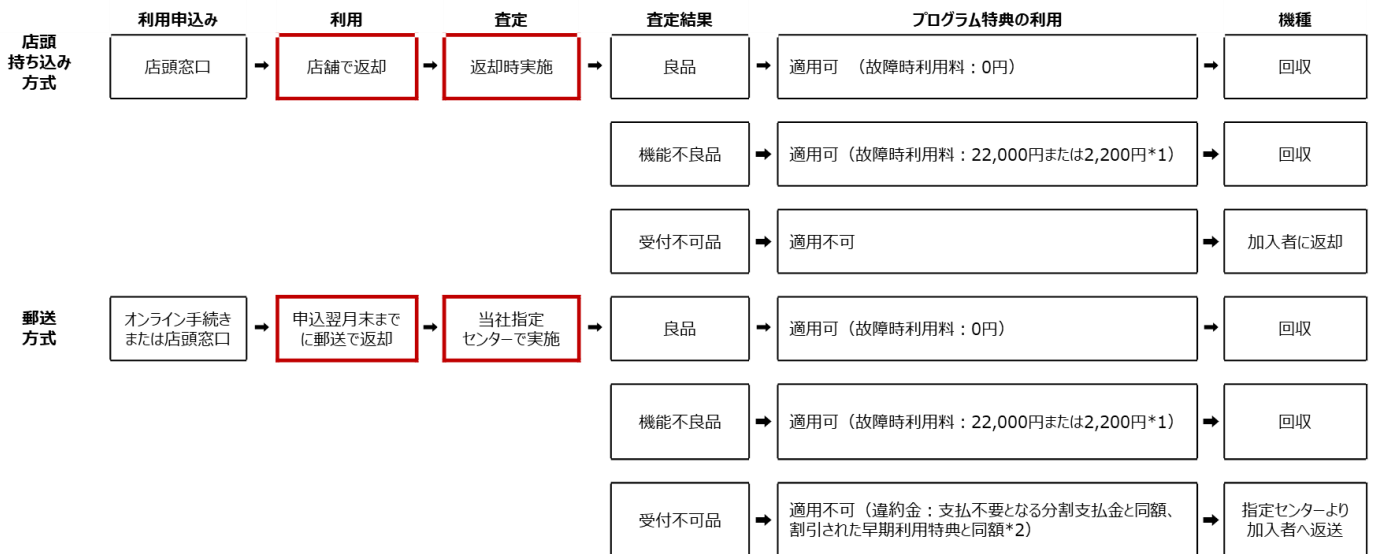 利用申込み
利用
査定
査定結果
プログラム特典の利用
機種
店頭
持ち込み
方式
店頭窓口
➡
店舗で返却
➡
返却時実施
➡
良品
➡
適用可 （故障時利用料：0円）
➡
回収
機能不良品
➡
適用可（故障時利用料：22,000円または2,200円*1）
➡
回収
受付不可品
➡
適用不可
➡
加入者に返却
郵送
方式
オンライン手続き
または店頭窓口
➡
申込翌月末まで
に郵送で返却
➡
当社指定
センターで実施
➡
良品
➡
適用可（故障時利用料：0円）
➡
回収
機能不良品
➡
適用可（故障時利用料：22,000円または2,200円*1）
➡
回収
受付不可品
➡
適用不可（違約金：支払不要となる分割支払金と同額、
割引された早期利用特典と同額*2）
➡
指定センターより
加入者へ返送